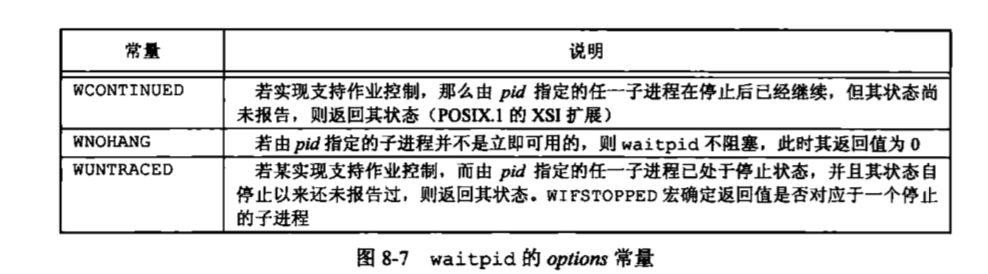 常量 说明
WCONTINUED 若实现支持作业控制，那么由 pid 指定的任一子进程在停止后已经继续，但其状态尚
未报告，则返回其状态（POSIX.1 的 XSI 扩展）
WNOHANG 若由 pid 指定的子进程并不是立即可用的，则 waitpid 不阻塞，此时其返回值为 0
WUNTRACED 若某实现支持作业控制，而由 pid 指定的任一子进程已处于停止状态，并且其状态自
停止以来还未报告过，则返回其状态。WIFSTOPPED 宏确定返回值是否对应于一个停止
的子进程
图 8-7 waitpid 的 options 常量